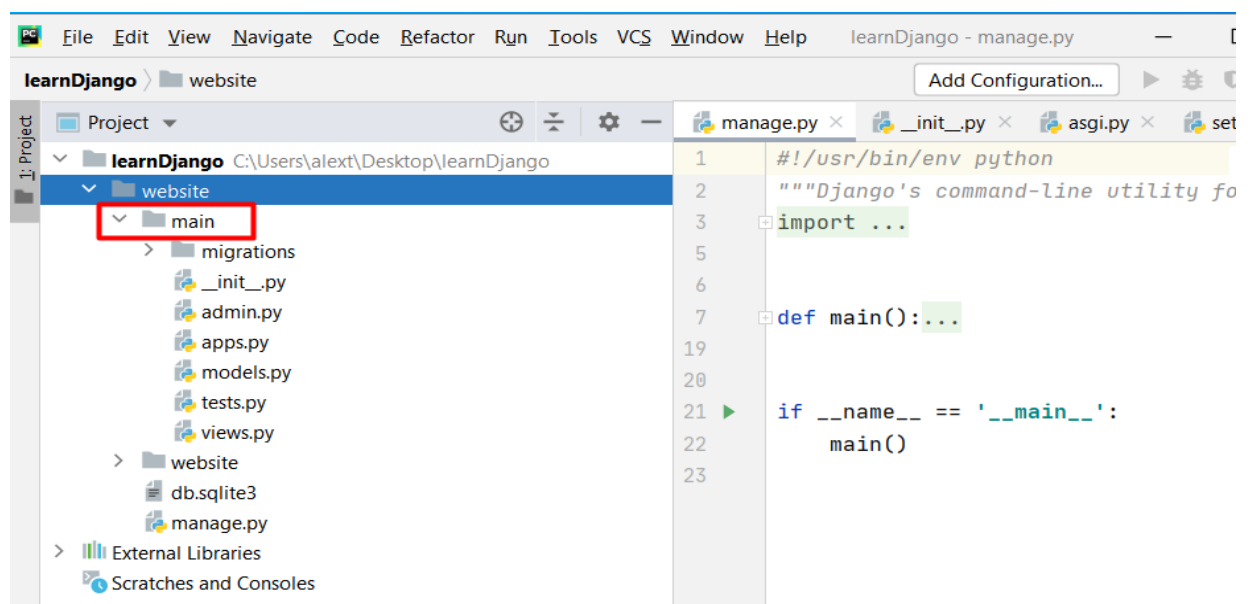 PC File Edit View Navigate Code Refactor Run Tools VCS Window Help learnDjango - manage.py
learnDjango website Add Configuration...
1: Project
Project
manage.py __init__.py asgi.py set
learnDjango C:\Users\alext\Desktop\learnDjango
website
main
migrations
__init__.py
admin.py
apps.py
models.py
tests.py
views.py
website
db.sqlite3
manage.py
External Libraries
Scratches and Consoles
1 #!/usr/bin/env python
2 """Django's command-line utility fo
3 import ...
5
6
7 def main():...
19
20
21 if __name__ == '__main__':
22 main()
23